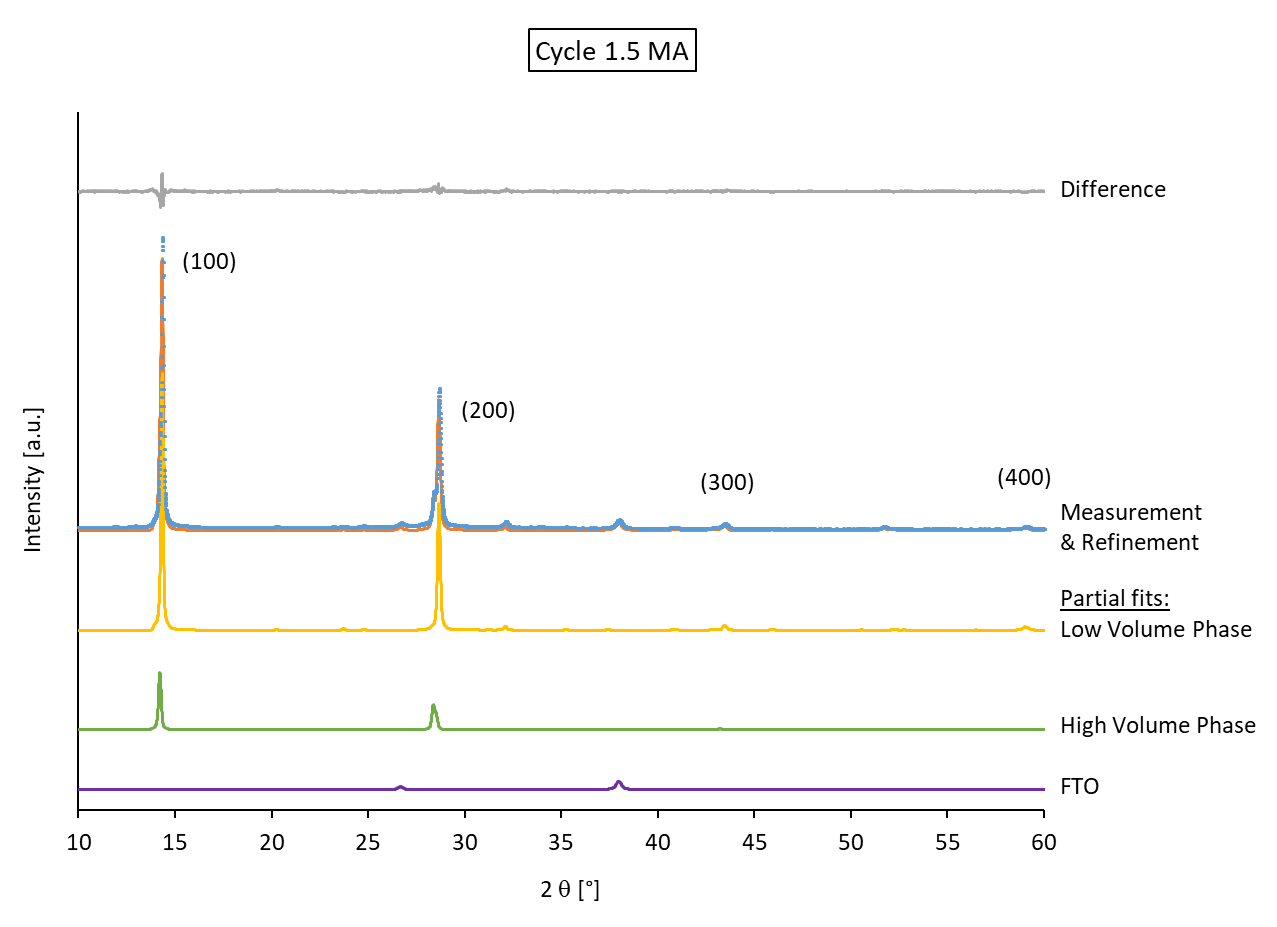 Cycle 1.5 MA
Difference
(100)
(200)
(300)
(400)
Intensity [a.u.]
Measurement
& Refinement
Partial fits:
Low Volume Phase
High Volume Phase
FTO
10 15 20 25 30 35 40 45 50 55 60
2 θ [°]